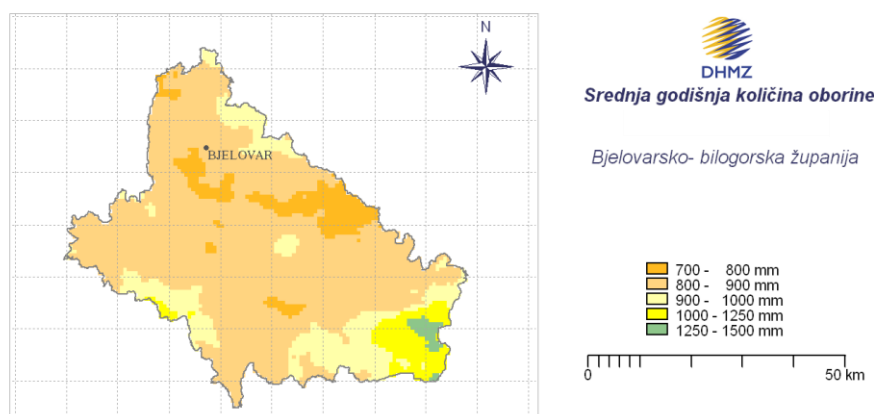 N
BJELOVAR
DHMZ
Srednja godišnja količina oborine
Bjelovarsko- bilogorska županija
700 - 800 mm
800 - 900 mm
900 - 1000 mm
1000 - 1250 mm
1250 - 1500 mm
0 50 km